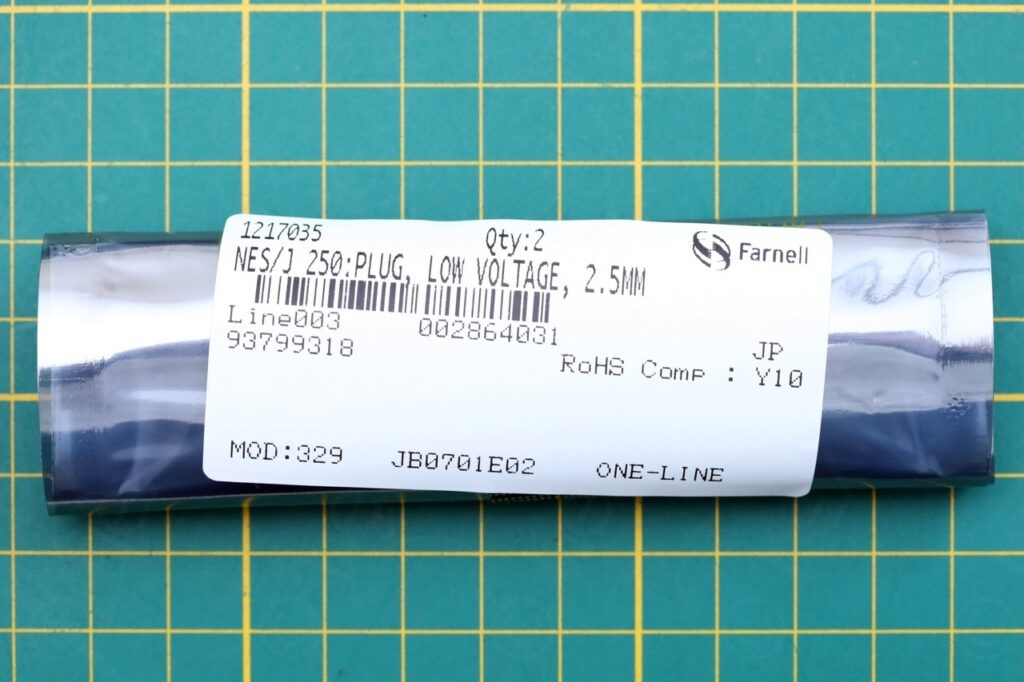 1217035 Qty:2 Farnell
NES/J 250:PLUG, LOW VOLTAGE, 2.5MM
Line003 002864031
93799318 JP
RoHS Comp : Y10
MOD:329 JB0701E02 ONE-LINE